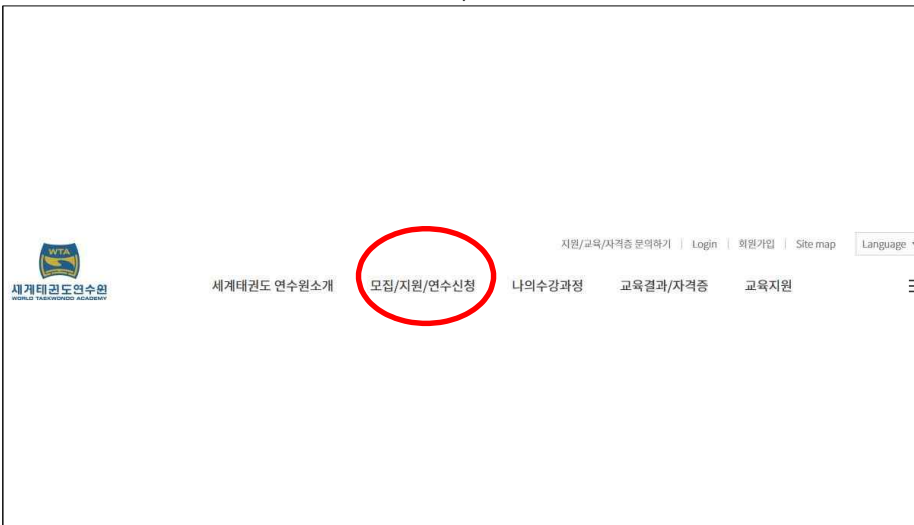 WTA
세계태권도연수원
WORLD TAEKWONDO ACADEMY
지원/교육/자격증 문의하기 | Login | 회원가입 | Site map Language
세계태권도 연수원소개 모집/지원/연수신청 나의수강과정 교육결과/자격증 교육지원